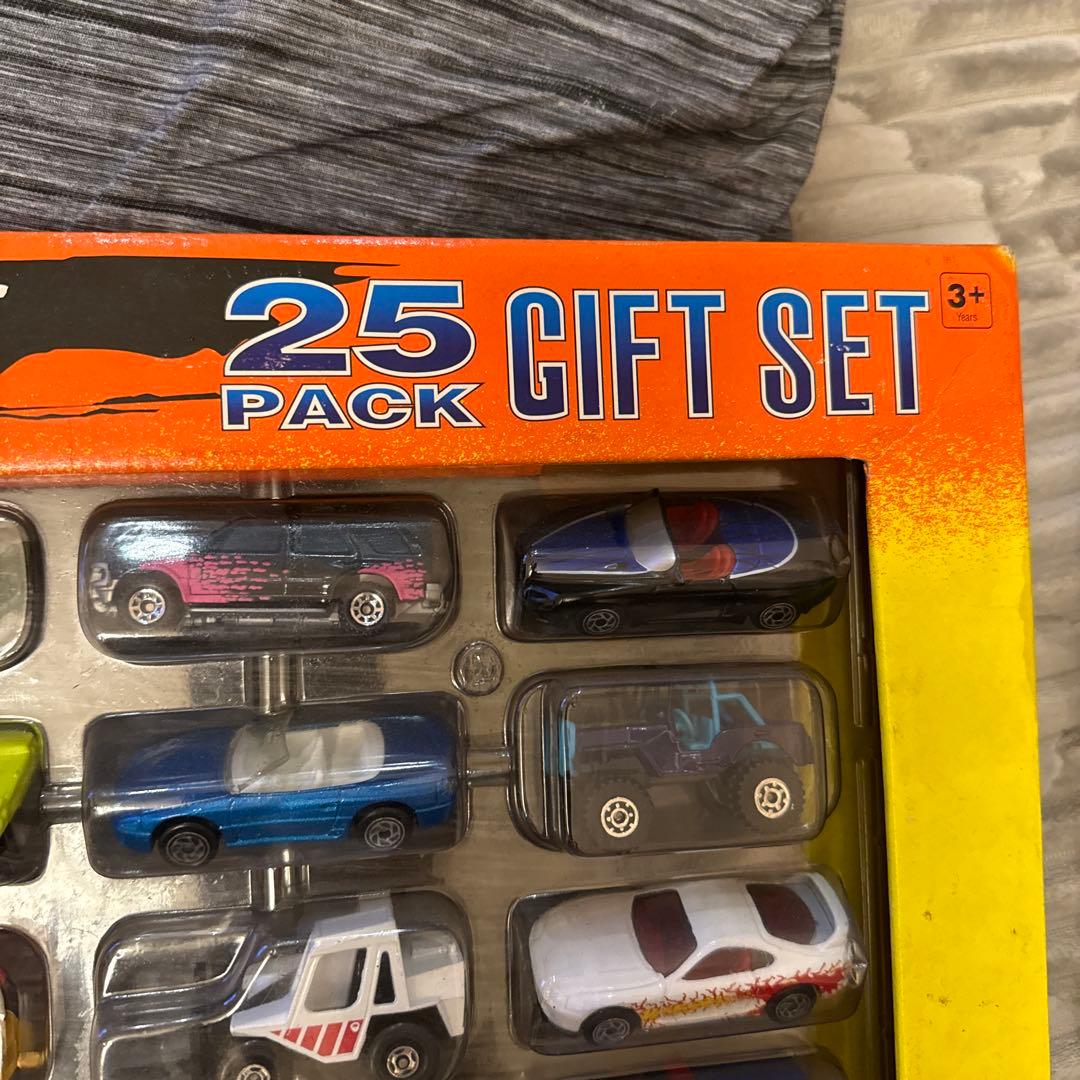 25 GIFT SET
PACK
3+
Years